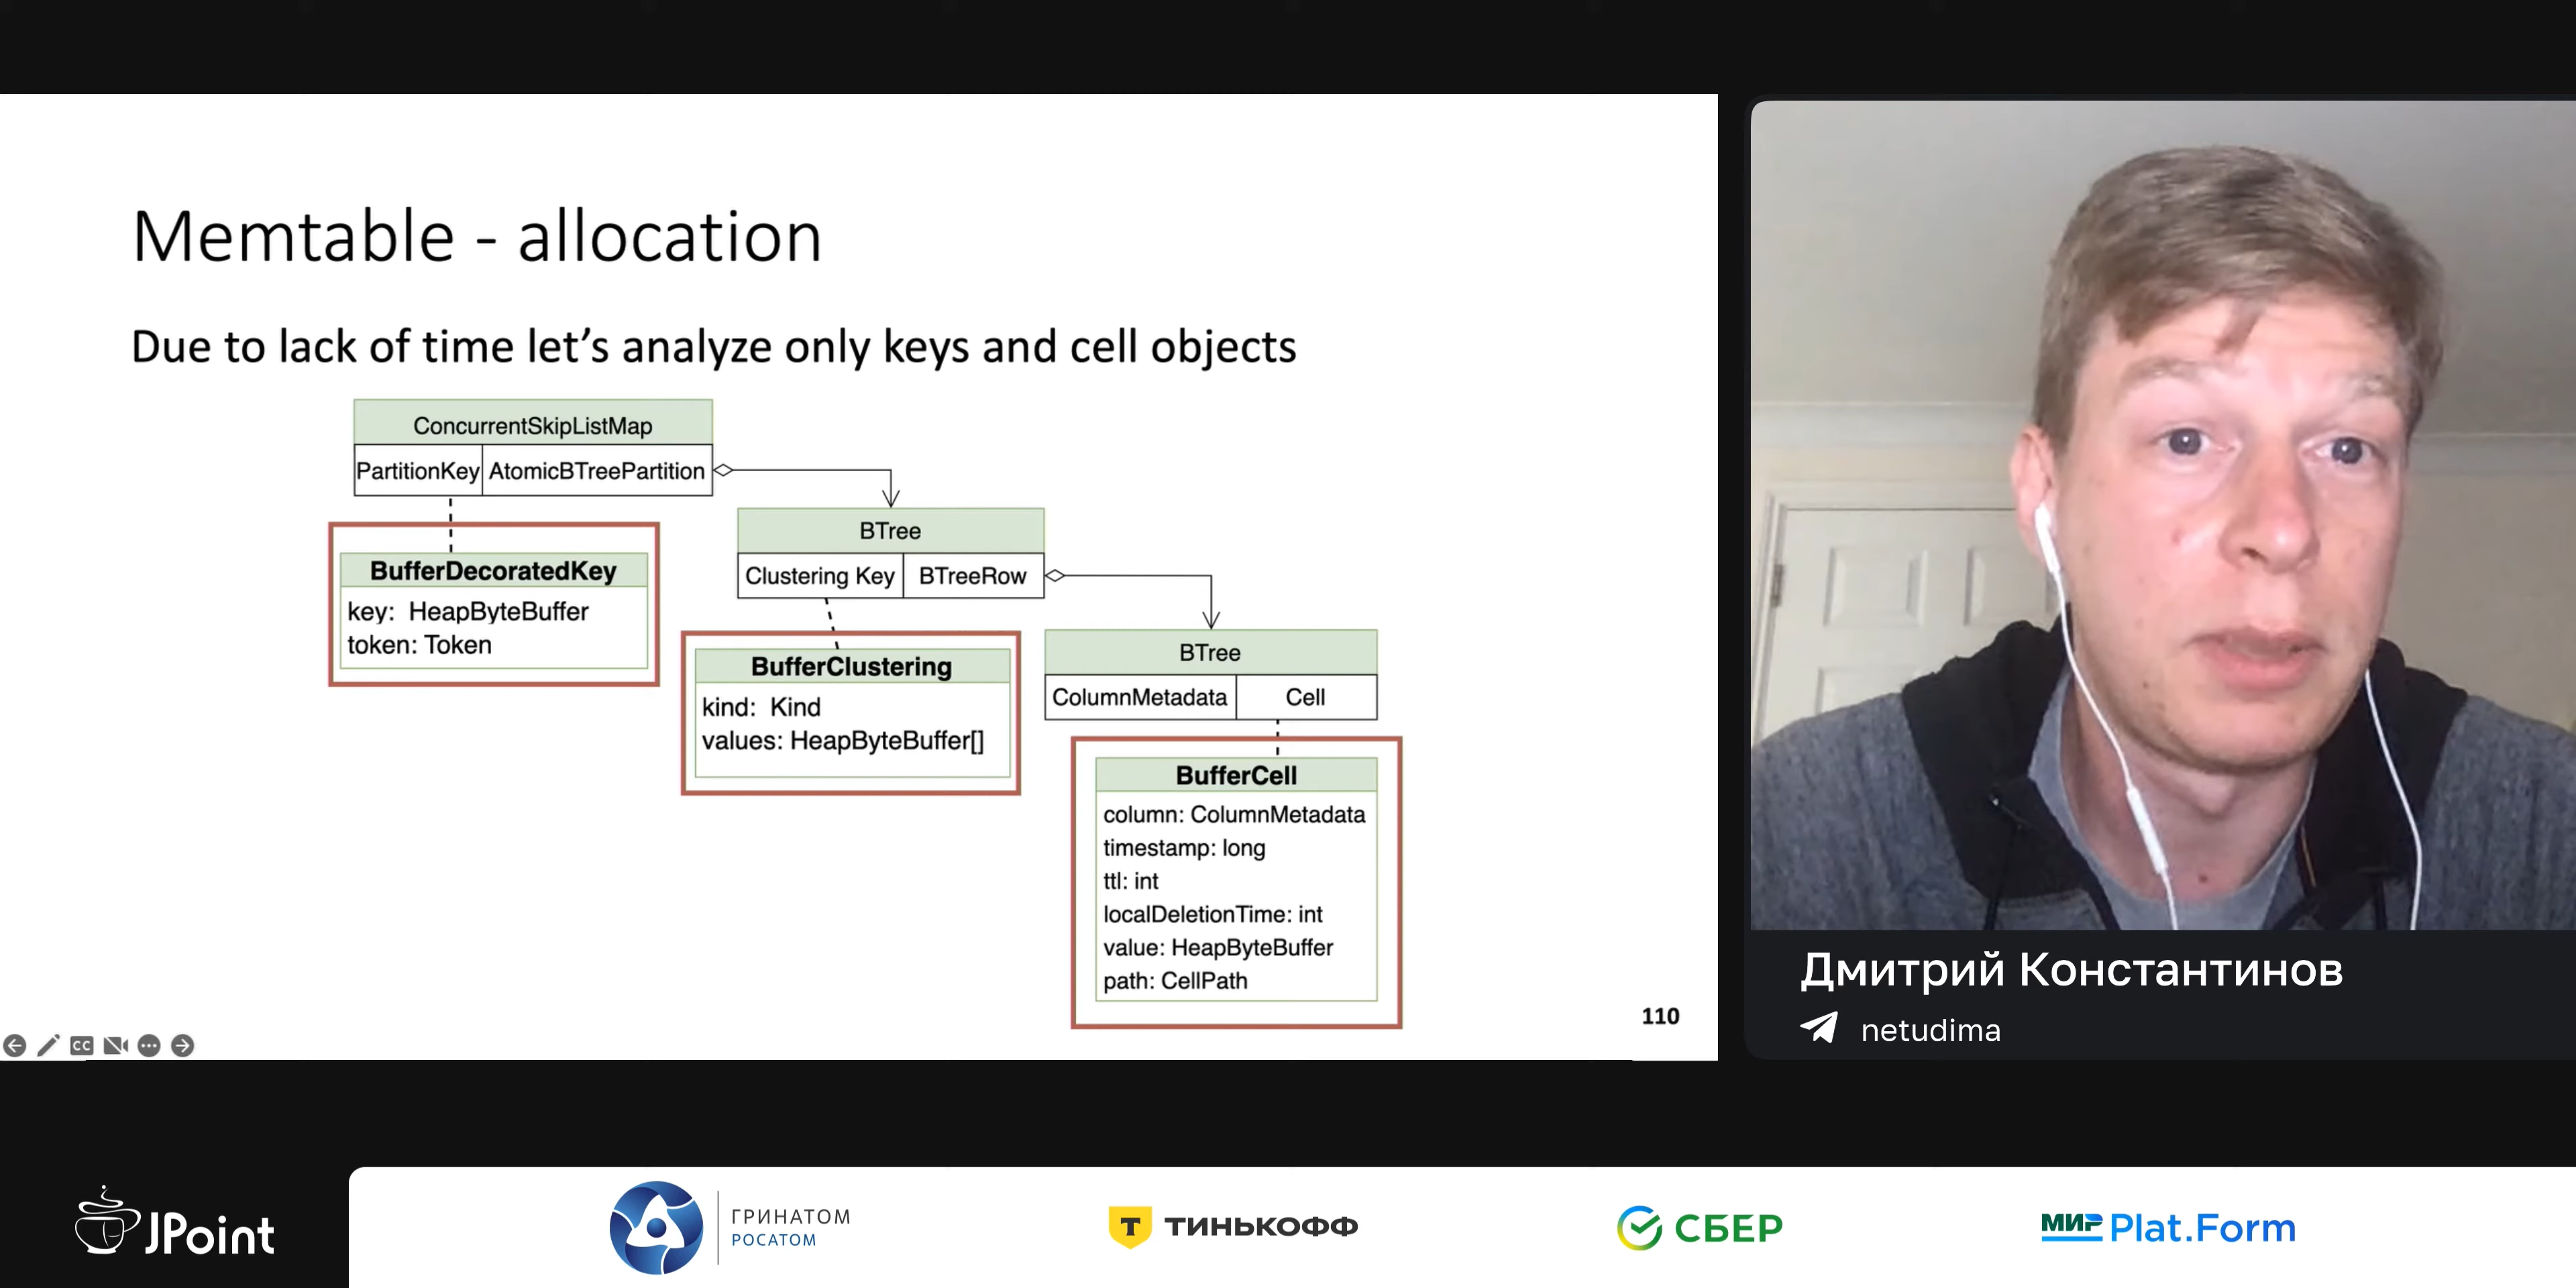 Memtable - allocation
Due to lack of time let's analyze only keys and cell objects
ConcurrentSkipListMap
PartitionKey AtomicBTreePartition
BTree
Clustering Key BTreeRow
BufferDecoratedKey
key: HeapByteBuffer
token: Token
BTree
ColumnMetadata Cell
BufferClustering
kind: Kind
values: HeapByteBuffer[]
BufferCell
column: ColumnMetadata
timestamp: long
ttl: int
localDeletionTime: int
value: HeapByteBuffer
path: CellPath
110
CC
Дмитрий Константинов
netudima
JPoint
ГРИНАТОМ
РОСАТОМ
Т ТИНЬКОФФ
СБЕР
МИР Plat.Form